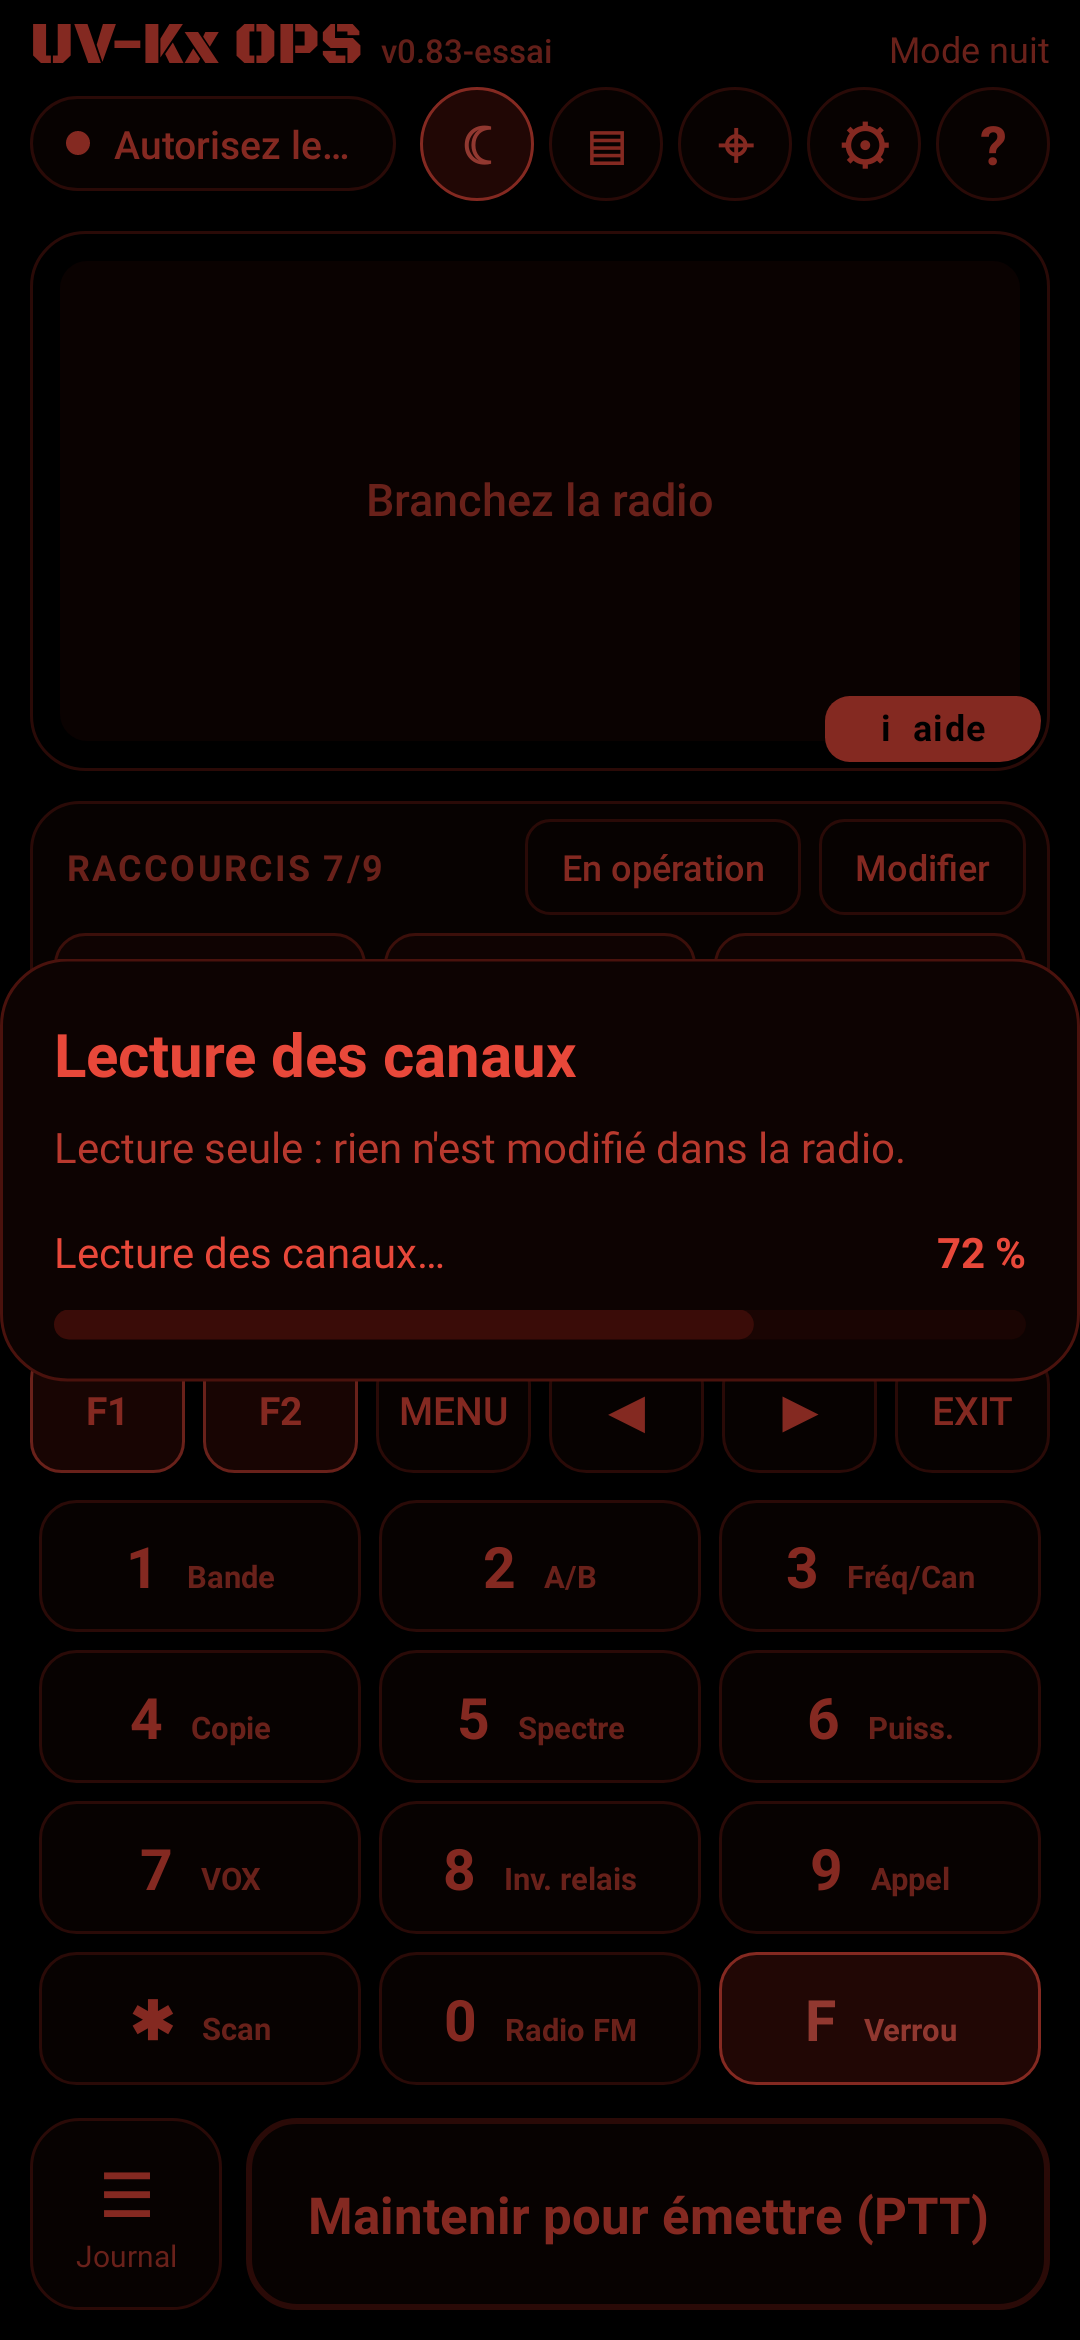 UV-Kx OPS v0.83-essai Mode nuit
Autorisez le… ?
Branchez la radio
i aide
RACCOURCIS 7/9 En opération Modifier
Lecture des canaux
Lecture seule : rien n'est modifié dans la radio.
Lecture des canaux… 72 %
F1 F2 MENU ◀ ▶ EXIT
1 Bande 2 A/B 3 Fréq/Can
4 Copie 5 Spectre 6 Puiss.
7 VOX 8 Inv. relais 9 Appel
✱ Scan 0 Radio FM F Verrou
Maintenir pour émettre (PTT)
Journal